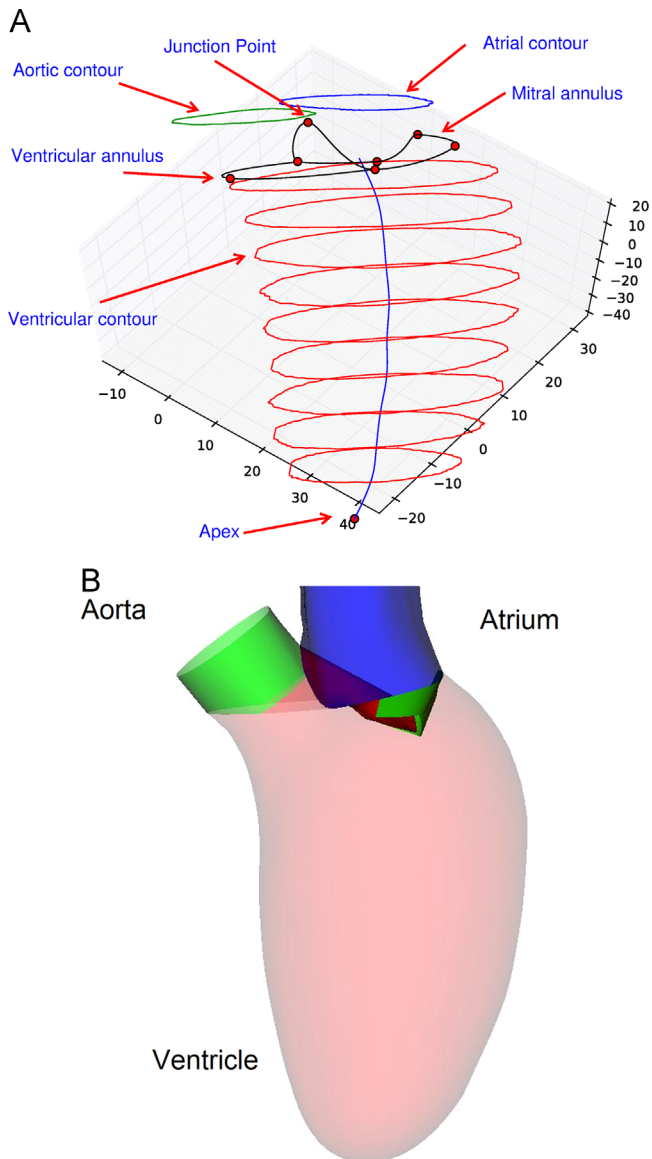 A
Junction Point
Atrial contour
Aortic contour
Mitral annulus
Ventricular annulus
Ventricular contour
Apex
20
10
0
−10
−20
−30
−40
−10
0
10
20
30
40
−20
−10
0
10
20
30
B
Aorta
Atrium
Ventricle